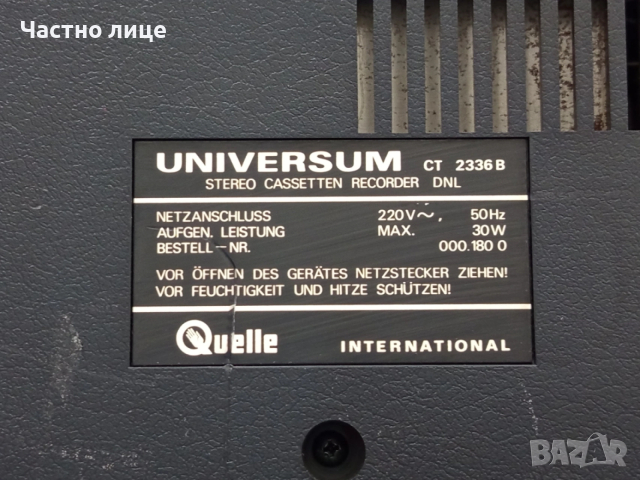 Частно лице
UNIVERSUM CT 2336 B
STEREO CASSETTEN RECORDER DNL
NETZANSCHLUSS 220V~, 50Hz
AUFGEN. LEISTUNG MAX. 30W
BESTELL-NR. 000.180 0
VOR ÖFFNEN DES GERÄTES NETZSTECKER ZIEHEN!
VOR FEUCHTIGKEIT UND HITZE SCHÜTZEN!
Quelle INTERNATIONAL
BAZAR